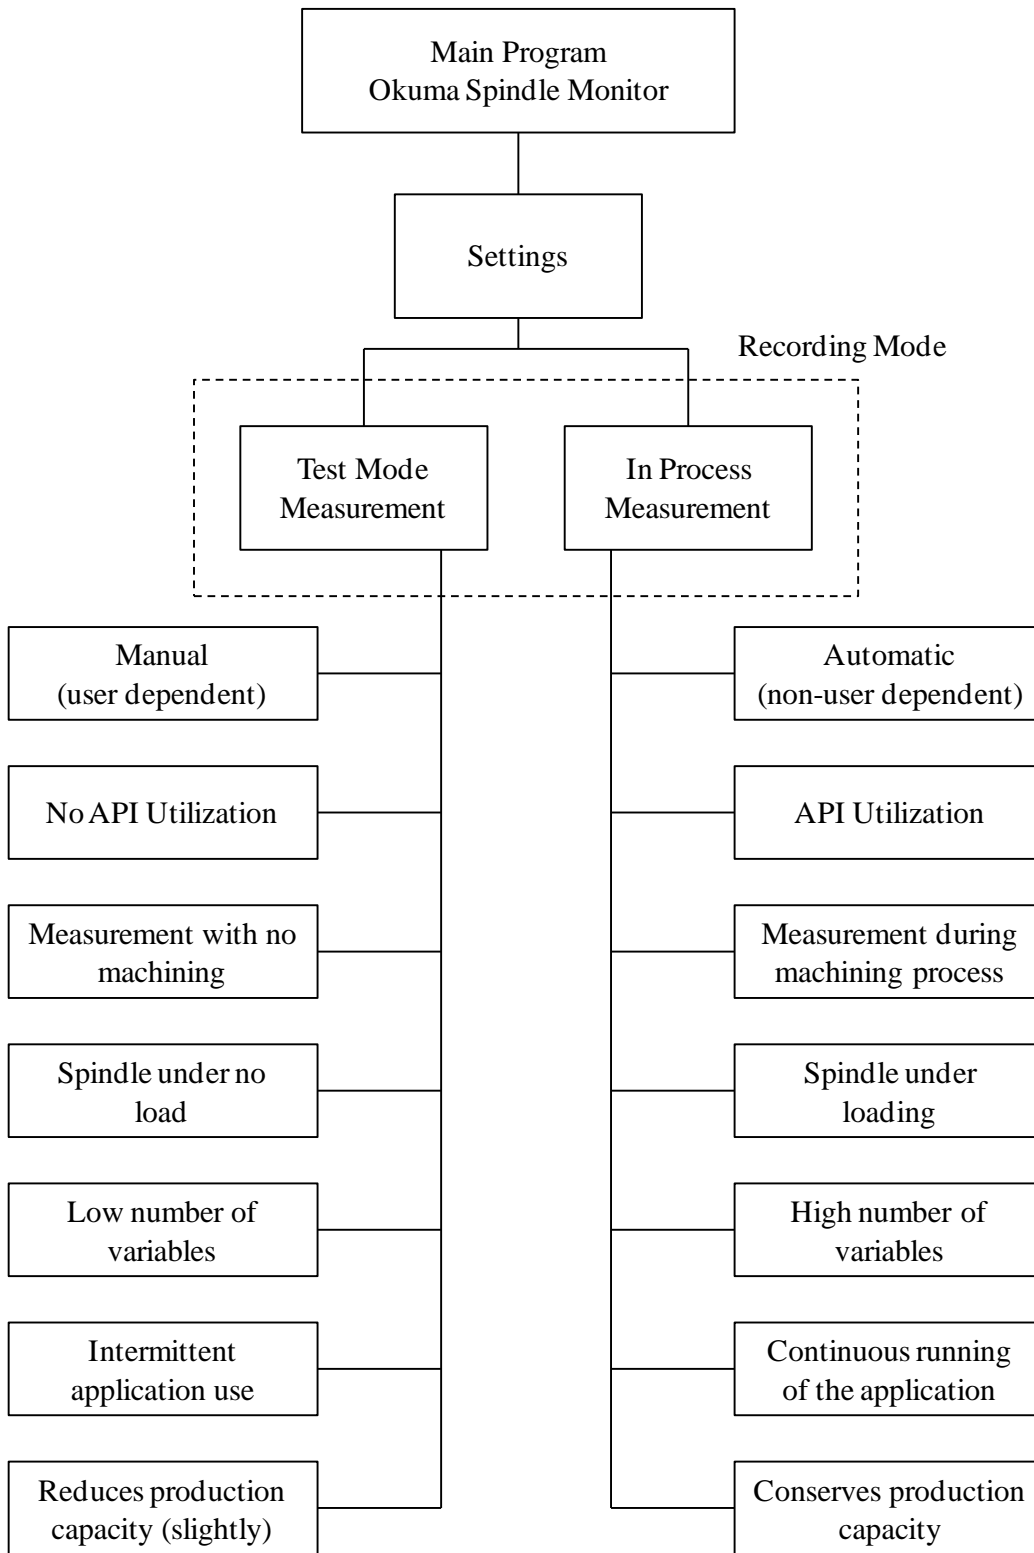 Main Program
Okuma Spindle Monitor
Settings
Recording Mode
Test Mode
Measurement
In Process
Measurement
Manual
(user dependent)
Automatic
(non-user dependent)
No API Utilization
API Utilization
Measurement with no
machining
Measurement during
machining process
Spindle under no
load
Spindle under
loading
Low number of
variables
High number of
variables
Intermittent
application use
Continuous running
of the application
Reduces production
capacity (slightly)
Conserves production
capacity